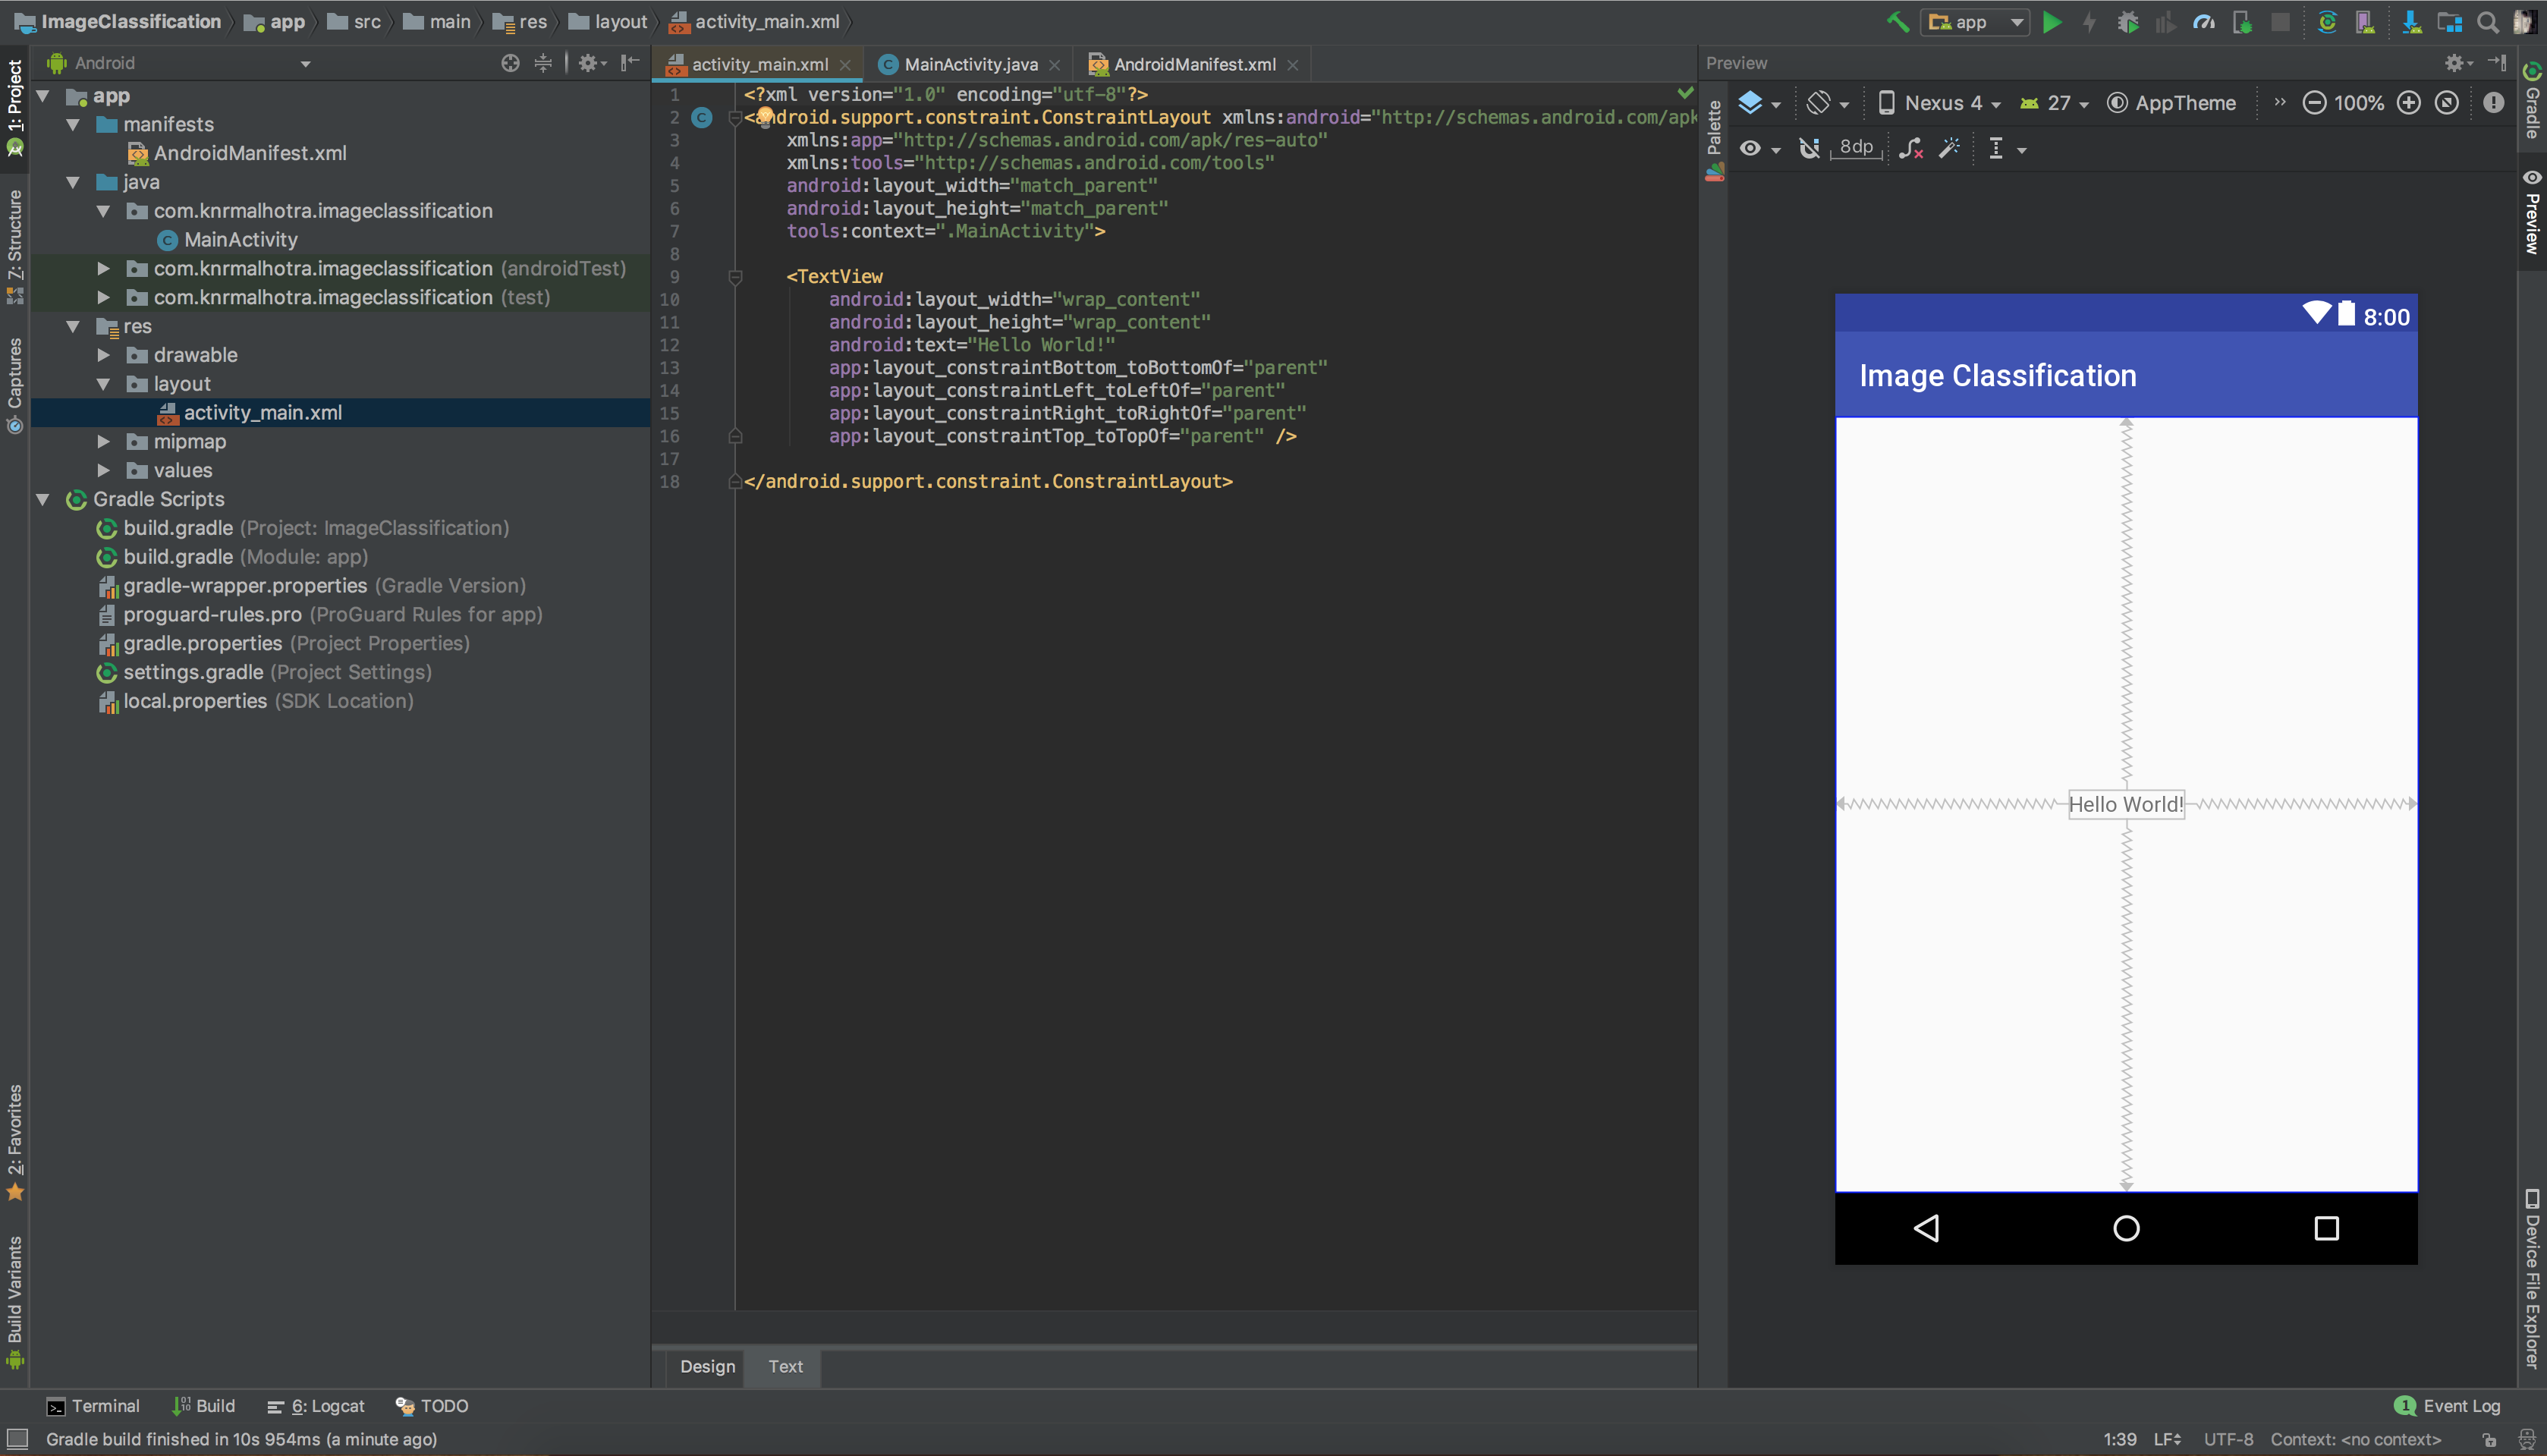 ImageClassification app src main res layout activity_main.xml
app
Android
activity_main.xml MainActivity.java AndroidManifest.xml
Preview
1: Project
7: Structure
Captures
2: Favorites
Build Variants
app
manifests
AndroidManifest.xml
java
com.knrmalhotra.imageclassification
MainActivity
com.knrmalhotra.imageclassification (androidTest)
com.knrmalhotra.imageclassification (test)
res
drawable
layout
activity_main.xml
mipmap
values
Gradle Scripts
build.gradle (Project: ImageClassification)
build.gradle (Module: app)
gradle-wrapper.properties (Gradle Version)
proguard-rules.pro (ProGuard Rules for app)
gradle.properties (Project Properties)
settings.gradle (Project Settings)
local.properties (SDK Location)
1 <?xml version="1.0" encoding="utf-8"?>
2 <android.support.constraint.ConstraintLayout xmlns:android="http://schemas.android.com/apk
3 xmlns:app="http://schemas.android.com/apk/res-auto"
4 xmlns:tools="http://schemas.android.com/tools"
5 android:layout_width="match_parent"
6 android:layout_height="match_parent"
7 tools:context=".MainActivity">
8
9 <TextView
10 android:layout_width="wrap_content"
11 android:layout_height="wrap_content"
12 android:text="Hello World!"
13 app:layout_constraintBottom_toBottomOf="parent"
14 app:layout_constraintLeft_toLeftOf="parent"
15 app:layout_constraintRight_toRightOf="parent"
16 app:layout_constraintTop_toTopOf="parent" />
17
18 </android.support.constraint.ConstraintLayout>
Design Text
Palette
Nexus 4 27 AppTheme » 100%
8dp
8:00
Image Classification
Hello World!
Gradle
Preview
Device File Explorer
Terminal Build 6: Logcat TODO
1 Event Log
Gradle build finished in 10s 954ms (a minute ago)
1:39 LF UTF-8 Context: <no context>